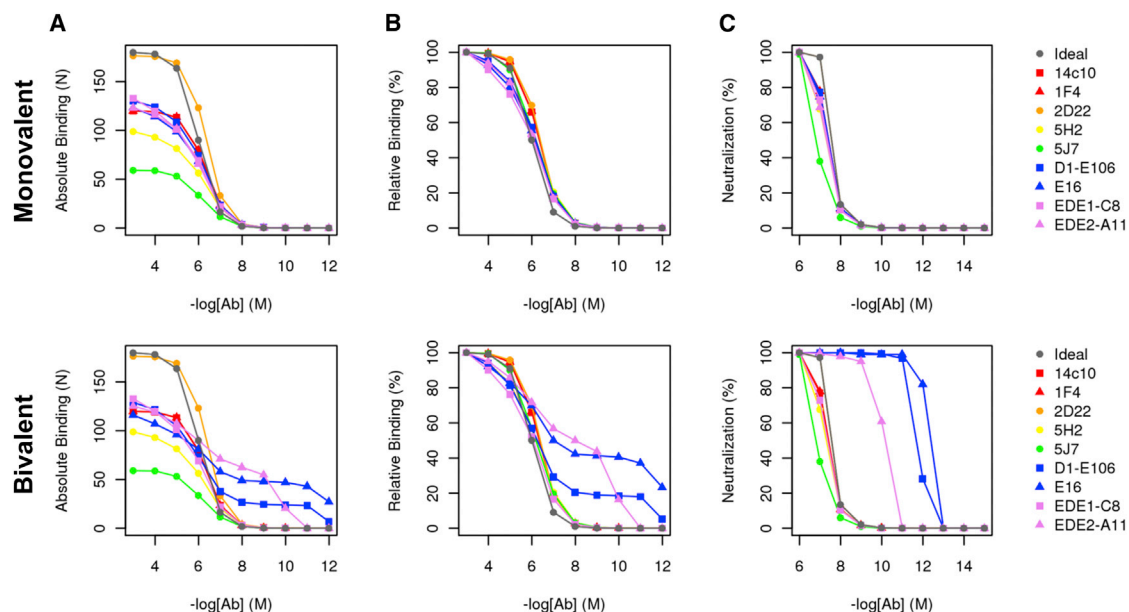 A
B
C
Monovalent
Absolute Binding (N)
150
100
50
0
4 6 8 10 12
-log[Ab] (M)
Relative Binding (%)
100
80
60
40
20
0
4 6 8 10 12
-log[Ab] (M)
Neutralization (%)
100
80
60
40
20
0
6 8 10 12 14
-log[Ab] (M)
Ideal
14c10
1F4
2D22
5H2
5J7
D1-E106
E16
EDE1-C8
EDE2-A11
Bivalent
Absolute Binding (N)
150
100
50
0
4 6 8 10 12
-log[Ab] (M)
Relative Binding (%)
100
80
60
40
20
0
4 6 8 10 12
-log[Ab] (M)
Neutralization (%)
100
80
60
40
20
0
6 8 10 12 14
-log[Ab] (M)
Ideal
14c10
1F4
2D22
5H2
5J7
D1-E106
E16
EDE1-C8
EDE2-A11